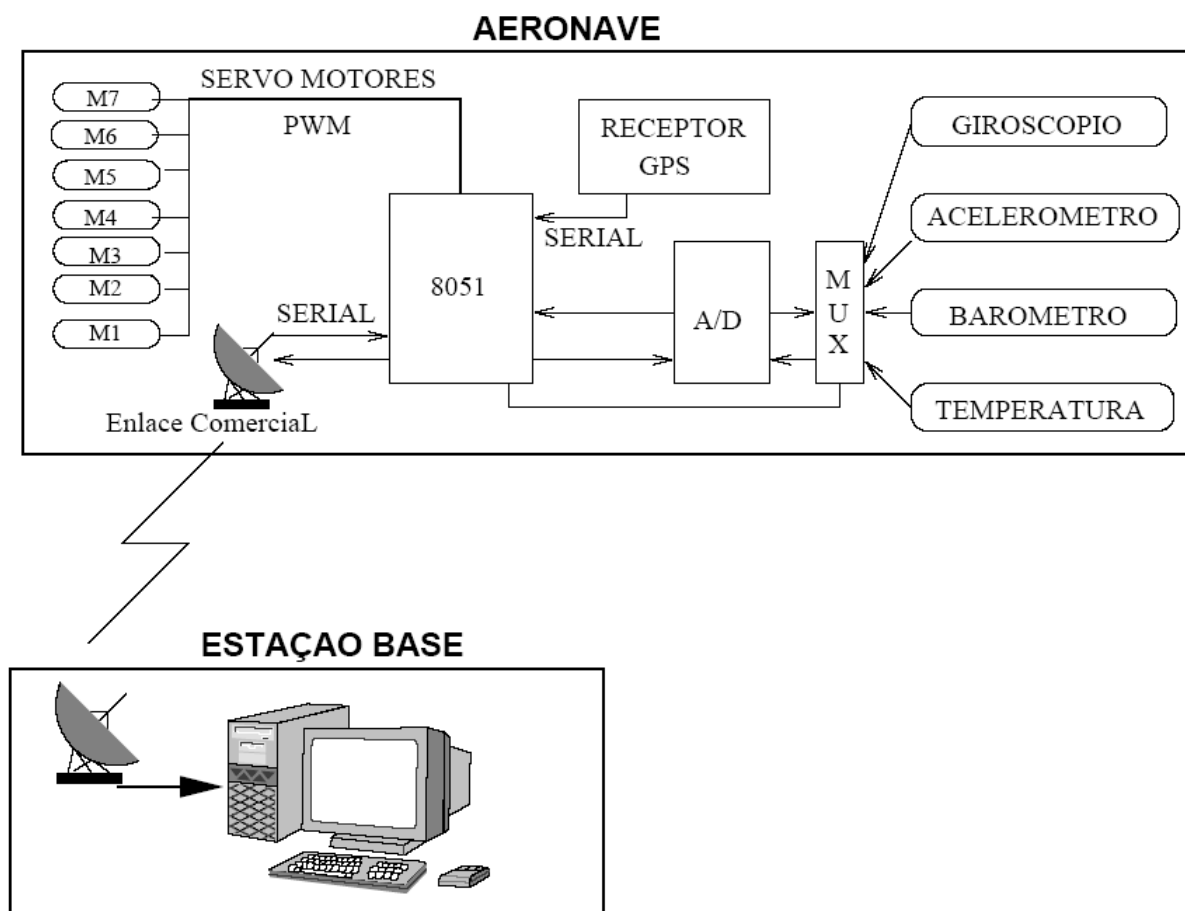 AERONAVE
SERVO MOTORES
PWM
M7
M6
M5
M4
M3
M2
M1
RECEPTOR
GPS
SERIAL
8051
SERIAL
A/D
M
U
X
GIROSCOPIO
ACELEROMETRO
BAROMETRO
TEMPERATURA
Enlace ComerciaL
ESTAÇAO BASE